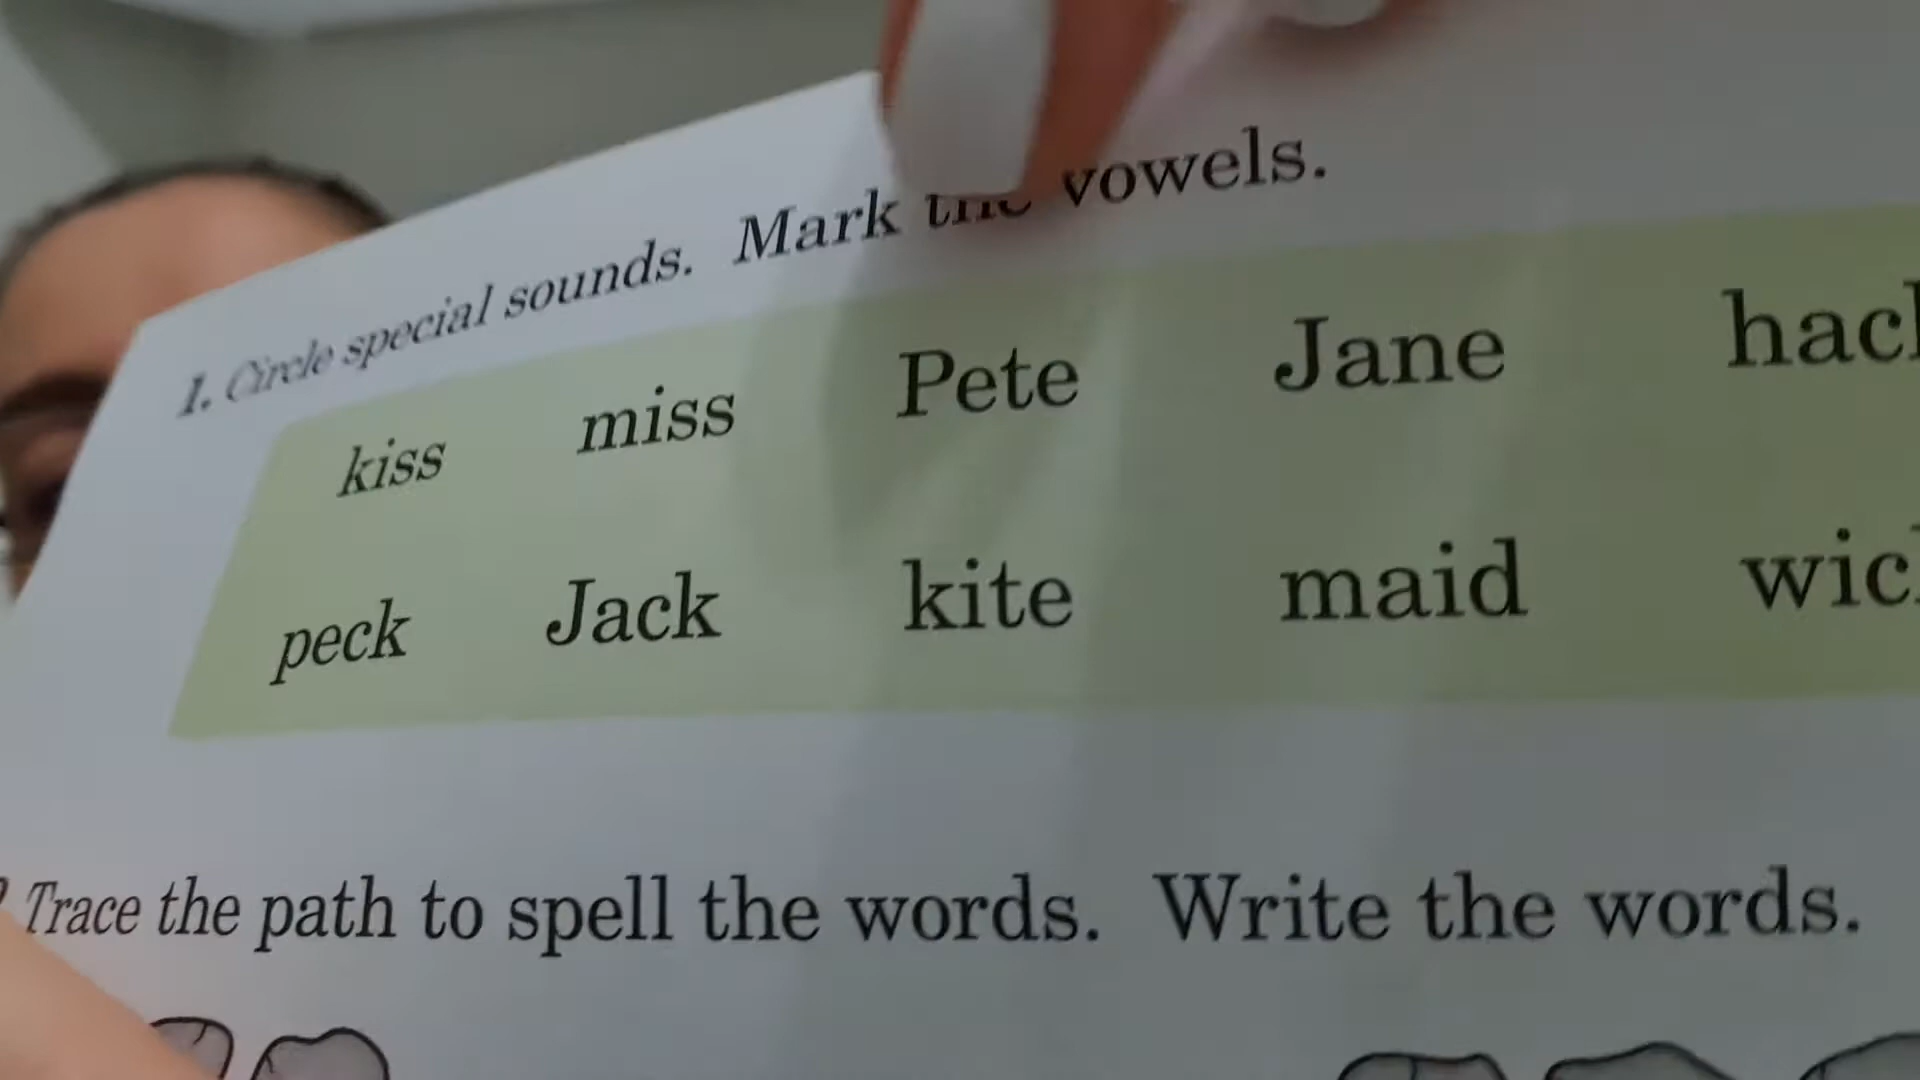 1. Circle special sounds. Mark the vowels.
kiss miss Pete Jane
peck Jack kite maid
Trace the path to spell the words. Write the words.